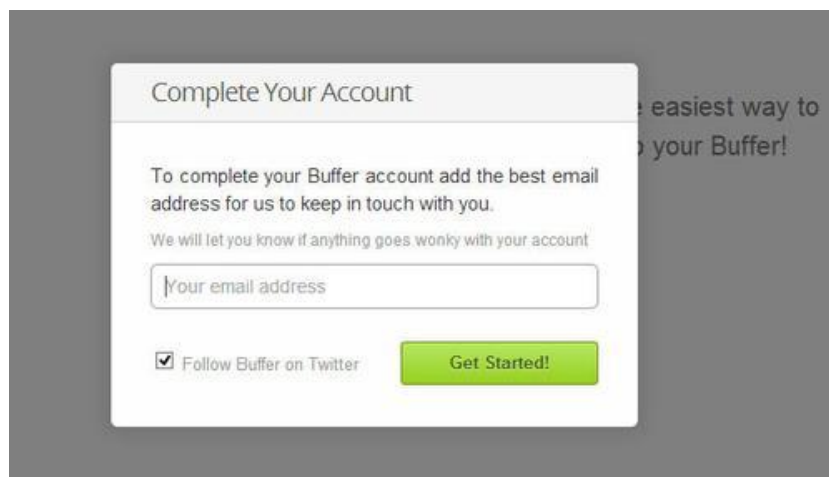 Complete Your Account
easiest way to
your Buffer!
To complete your Buffer account add the best email
address for us to keep in touch with you.
We will let you know if anything goes wonky with your account
Your email address
Follow Buffer on Twitter
Get Started!